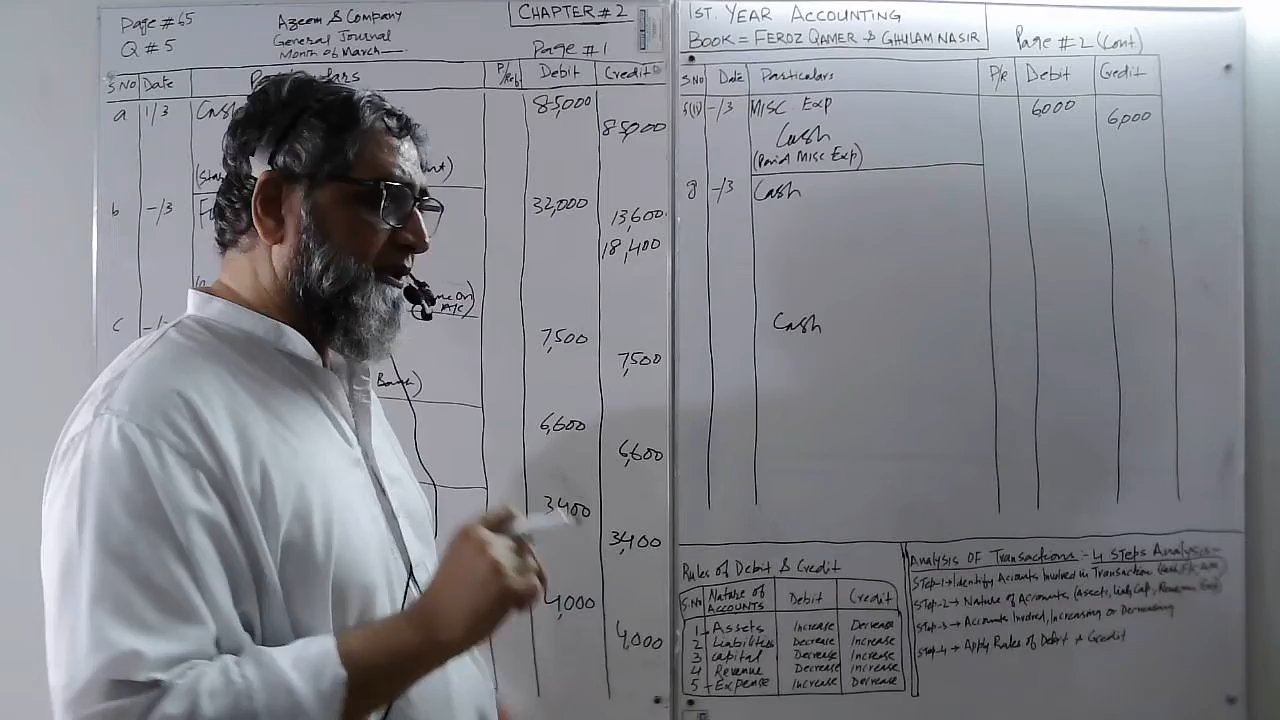 Page #65
Q # 5
Azeem & Company
General Journal
Month of March
CHAPTER # 2
Page #1
S.No Date Particulars P/Ref Debit Credit
a 1/3 Cash 85,000
85,000
b -/3 32,000
13,600
18,400
c
7,500
7500
Bank)
6,600
6,600
3400
3,400
4,000
4,000
1ST. YEAR ACCOUNTING
BOOK = FEROZ QAMER & GHULAM NASIR
Page #2 (Cont)
S.No Date Particulars P/R Debit Credit
f(iv) -/3 MISC Exp 6000
Cash 6,000
(Paid MISC Exp)
g -/3 Cash
Cash
Rules of Debit & Credit
S.No Nature of ACCOUNTS Debit Credit
1 Assets Increase Decrease
2 Liabilities Decrease Increase
3 Capital Decrease Increase
4 Revenue Decrease Increase
5 Expense Increase Decrease
Analysis of Transactions - 4 Steps Analysis
Step-1 → Identify Accounts Involved in Transaction
Step-2 → Nature of Accounts (Assets, Liab, Cap, Revenue, Exp)
Step-3 → Accounts Involved, Increasing or Decreasing
Step-4 → Apply Rules of Debit & Credit